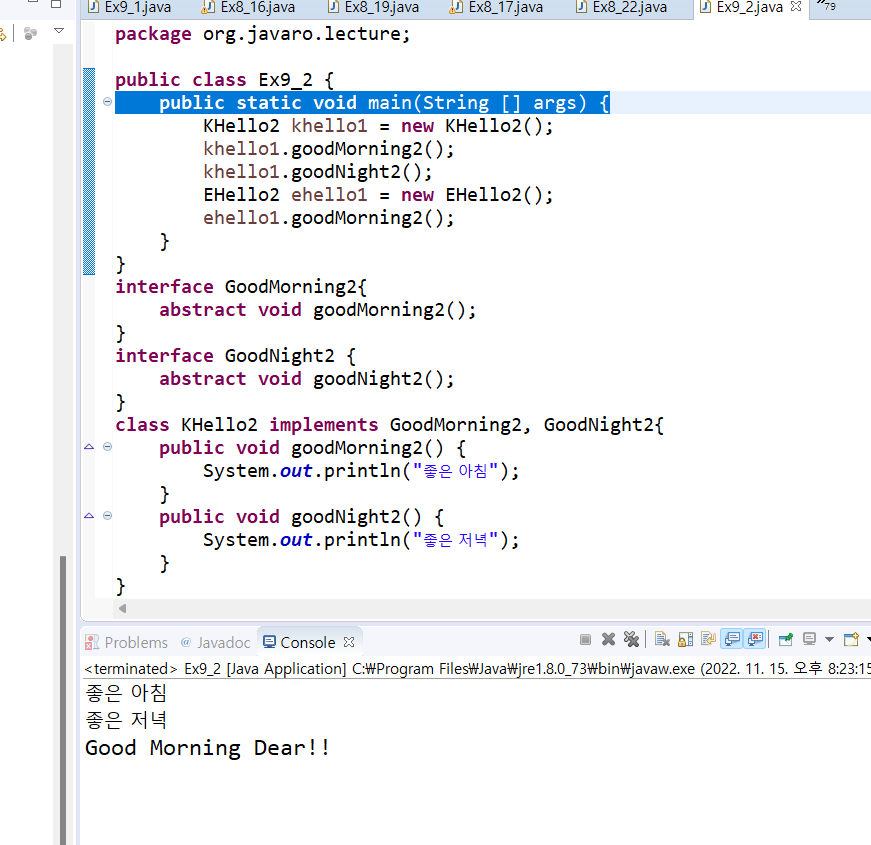 Ex9_1.java Ex8_16.java Ex8_19.java Ex8_17.java Ex8_22.java Ex9_2.java »79
package org.javaro.lecture;
public class Ex9_2 {
public static void main(String [] args) {
KHello2 khello1 = new KHello2();
khello1.goodMorning2();
khello1.goodNight2();
EHello2 ehello1 = new EHello2();
ehello1.goodMorning2();
}
}
interface GoodMorning2{
abstract void goodMorning2();
}
interface GoodNight2 {
abstract void goodNight2();
}
class KHello2 implements GoodMorning2, GoodNight2{
public void goodMorning2() {
System.out.println("좋은 아침");
}
public void goodNight2() {
System.out.println("좋은 저녁");
}
}
Problems @ Javadoc Console
<terminated> Ex9_2 [Java Application] C:₩Program Files₩Java₩jre1.8.0_73₩bin₩javaw.exe (2022. 11. 15. 오후 8:23:15
좋은 아침
좋은 저녁
Good Morning Dear!!